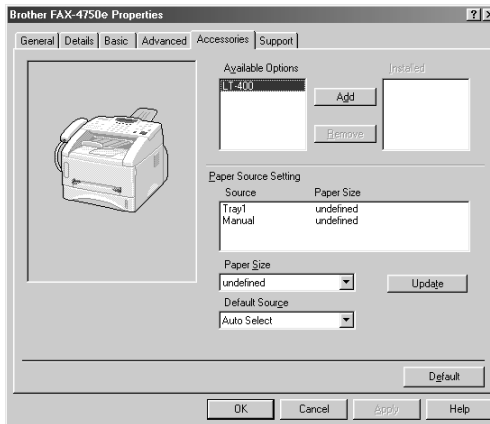 Brother FAX-4750e Properties
General Details Basic Advanced Accessories Support
Available Options Installed
LT-400
Add
Remove
Paper Source Setting
Source Paper Size
Tray1 undefined
Manual undefined
Paper Size
undefined Update
Default Source
Auto Select
Default
OK Cancel Apply Help